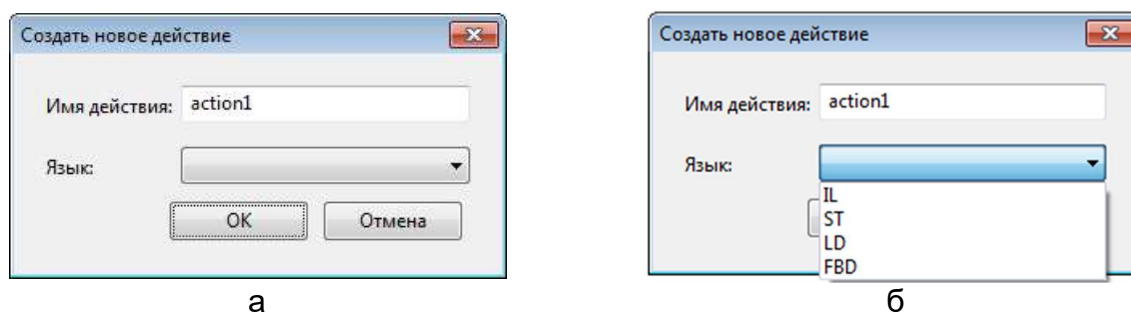 Создать новое действие
Имя действия: action1
Язык:
OK Отмена
а
Создать новое действие
Имя действия: action1
Язык:
IL
ST
LD
FBD
б